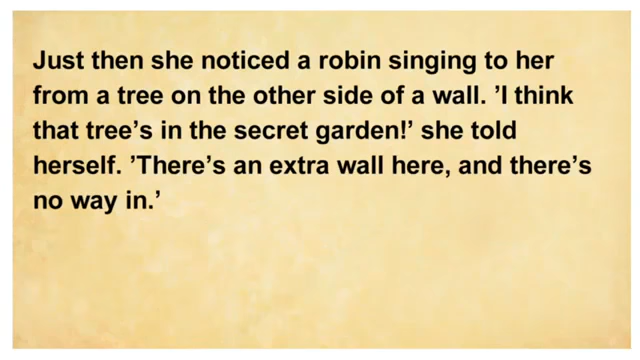 Just then she noticed a robin singing to her
from a tree on the other side of a wall. ’I think
that tree’s in the secret garden!’ she told
herself. ’There’s an extra wall here, and there’s
no way in.’